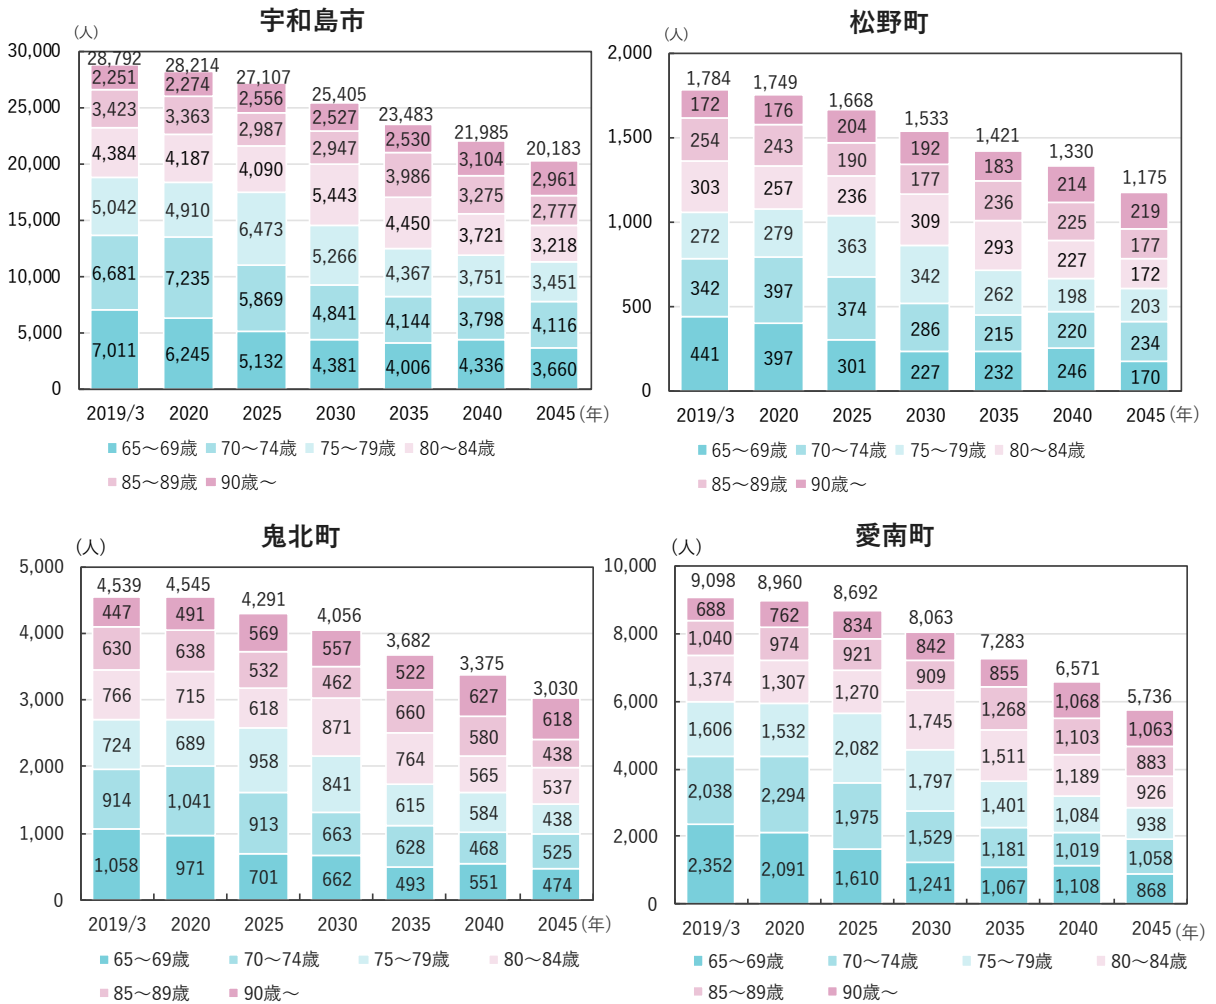 宇和島市
(人)
30,000
28,792 28,214 27,107 25,405 23,483 21,985 20,183
2,251 2,274 2,556 2,527 2,530 3,104 2,961
25,000
3,423 3,363 2,987 2,947 3,986 3,275 2,777
20,000
4,384 4,187 4,090 5,443 4,450 3,721 3,218
15,000
5,042 4,910 6,473 5,266 4,367 3,751 3,451
10,000
6,681 7,235 5,869 4,841 4,144 3,798 4,116
5,000
7,011 6,245 5,132 4,381 4,006 4,336 3,660
0
2019/3 2020 2025 2030 2035 2040 2045 (年)
65〜69歳 70〜74歳 75〜79歳 80〜84歳
85〜89歳 90歳〜
松野町
(人)
2,000
1,784 1,749 1,668 1,533 1,421 1,330 1,175
172 176 204 192 183 214 219
1,500
254 243 190 177 236 225 177
303 257 236 309 293 227 172
1,000
272 279 363 342 262 198 203
342 397 374 286 215 220 234
500
441 397 301 227 232 246 170
0
2019/3 2020 2025 2030 2035 2040 2045 (年)
65〜69歳 70〜74歳 75〜79歳 80〜84歳
85〜89歳 90歳〜
鬼北町
(人)
5,000
4,539 4,545 4,291 4,056 3,682 3,375 3,030
447 491 569 557 522 627 618
4,000
630 638 532 462 660 580 438
3,000
766 715 618 871 764 565 537
724 689 958 841 615 584 438
2,000
914 1,041 913 663 628 468 525
1,000
1,058 971 701 662 493 551 474
0
2019/3 2020 2025 2030 2035 2040 2045 (年)
65〜69歳 70〜74歳 75〜79歳 80〜84歳
85〜89歳 90歳〜
愛南町
(人)
10,000
9,098 8,960 8,692 8,063 7,283 6,571 5,736
688 762 834 842 855 1,068 1,063
8,000
1,040 974 921 909 1,268 1,103 883
1,374 1,307 1,270 1,745 1,511 1,189 926
6,000
1,606 1,532 2,082 1,797 1,401 1,084 938
4,000
2,038 2,294 1,975 1,529 1,181 1,019 1,058
2,000
2,352 2,091 1,610 1,241 1,067 1,108 868
0
2019/3 2020 2025 2030 2035 2040 2045 (年)
65〜69歳 70〜74歳 75〜79歳 80〜84歳
85〜89歳 90歳〜